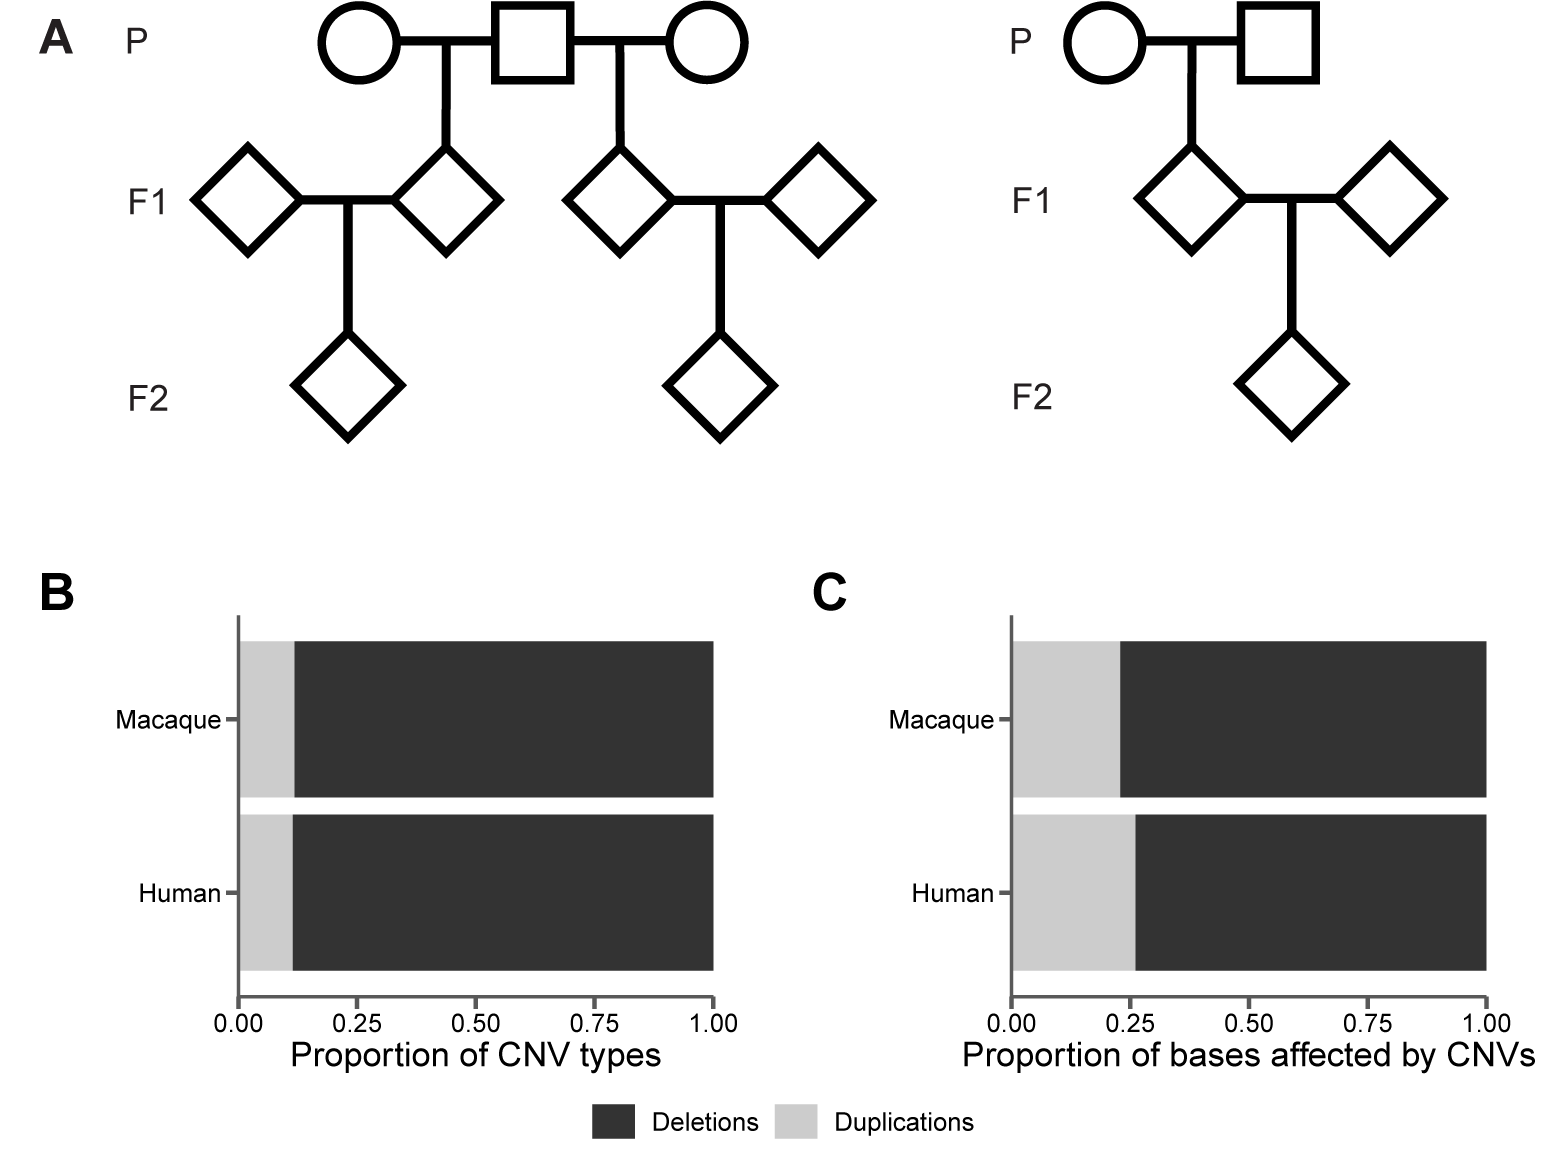 A
P
P
F1
F1
F2
F2
B
C
Macaque
Macaque
Human
Human
0.00 0.25 0.50 0.75 1.00
0.00 0.25 0.50 0.75 1.00
Proportion of CNV types
Proportion of bases affected by CNVs
Deletions Duplications